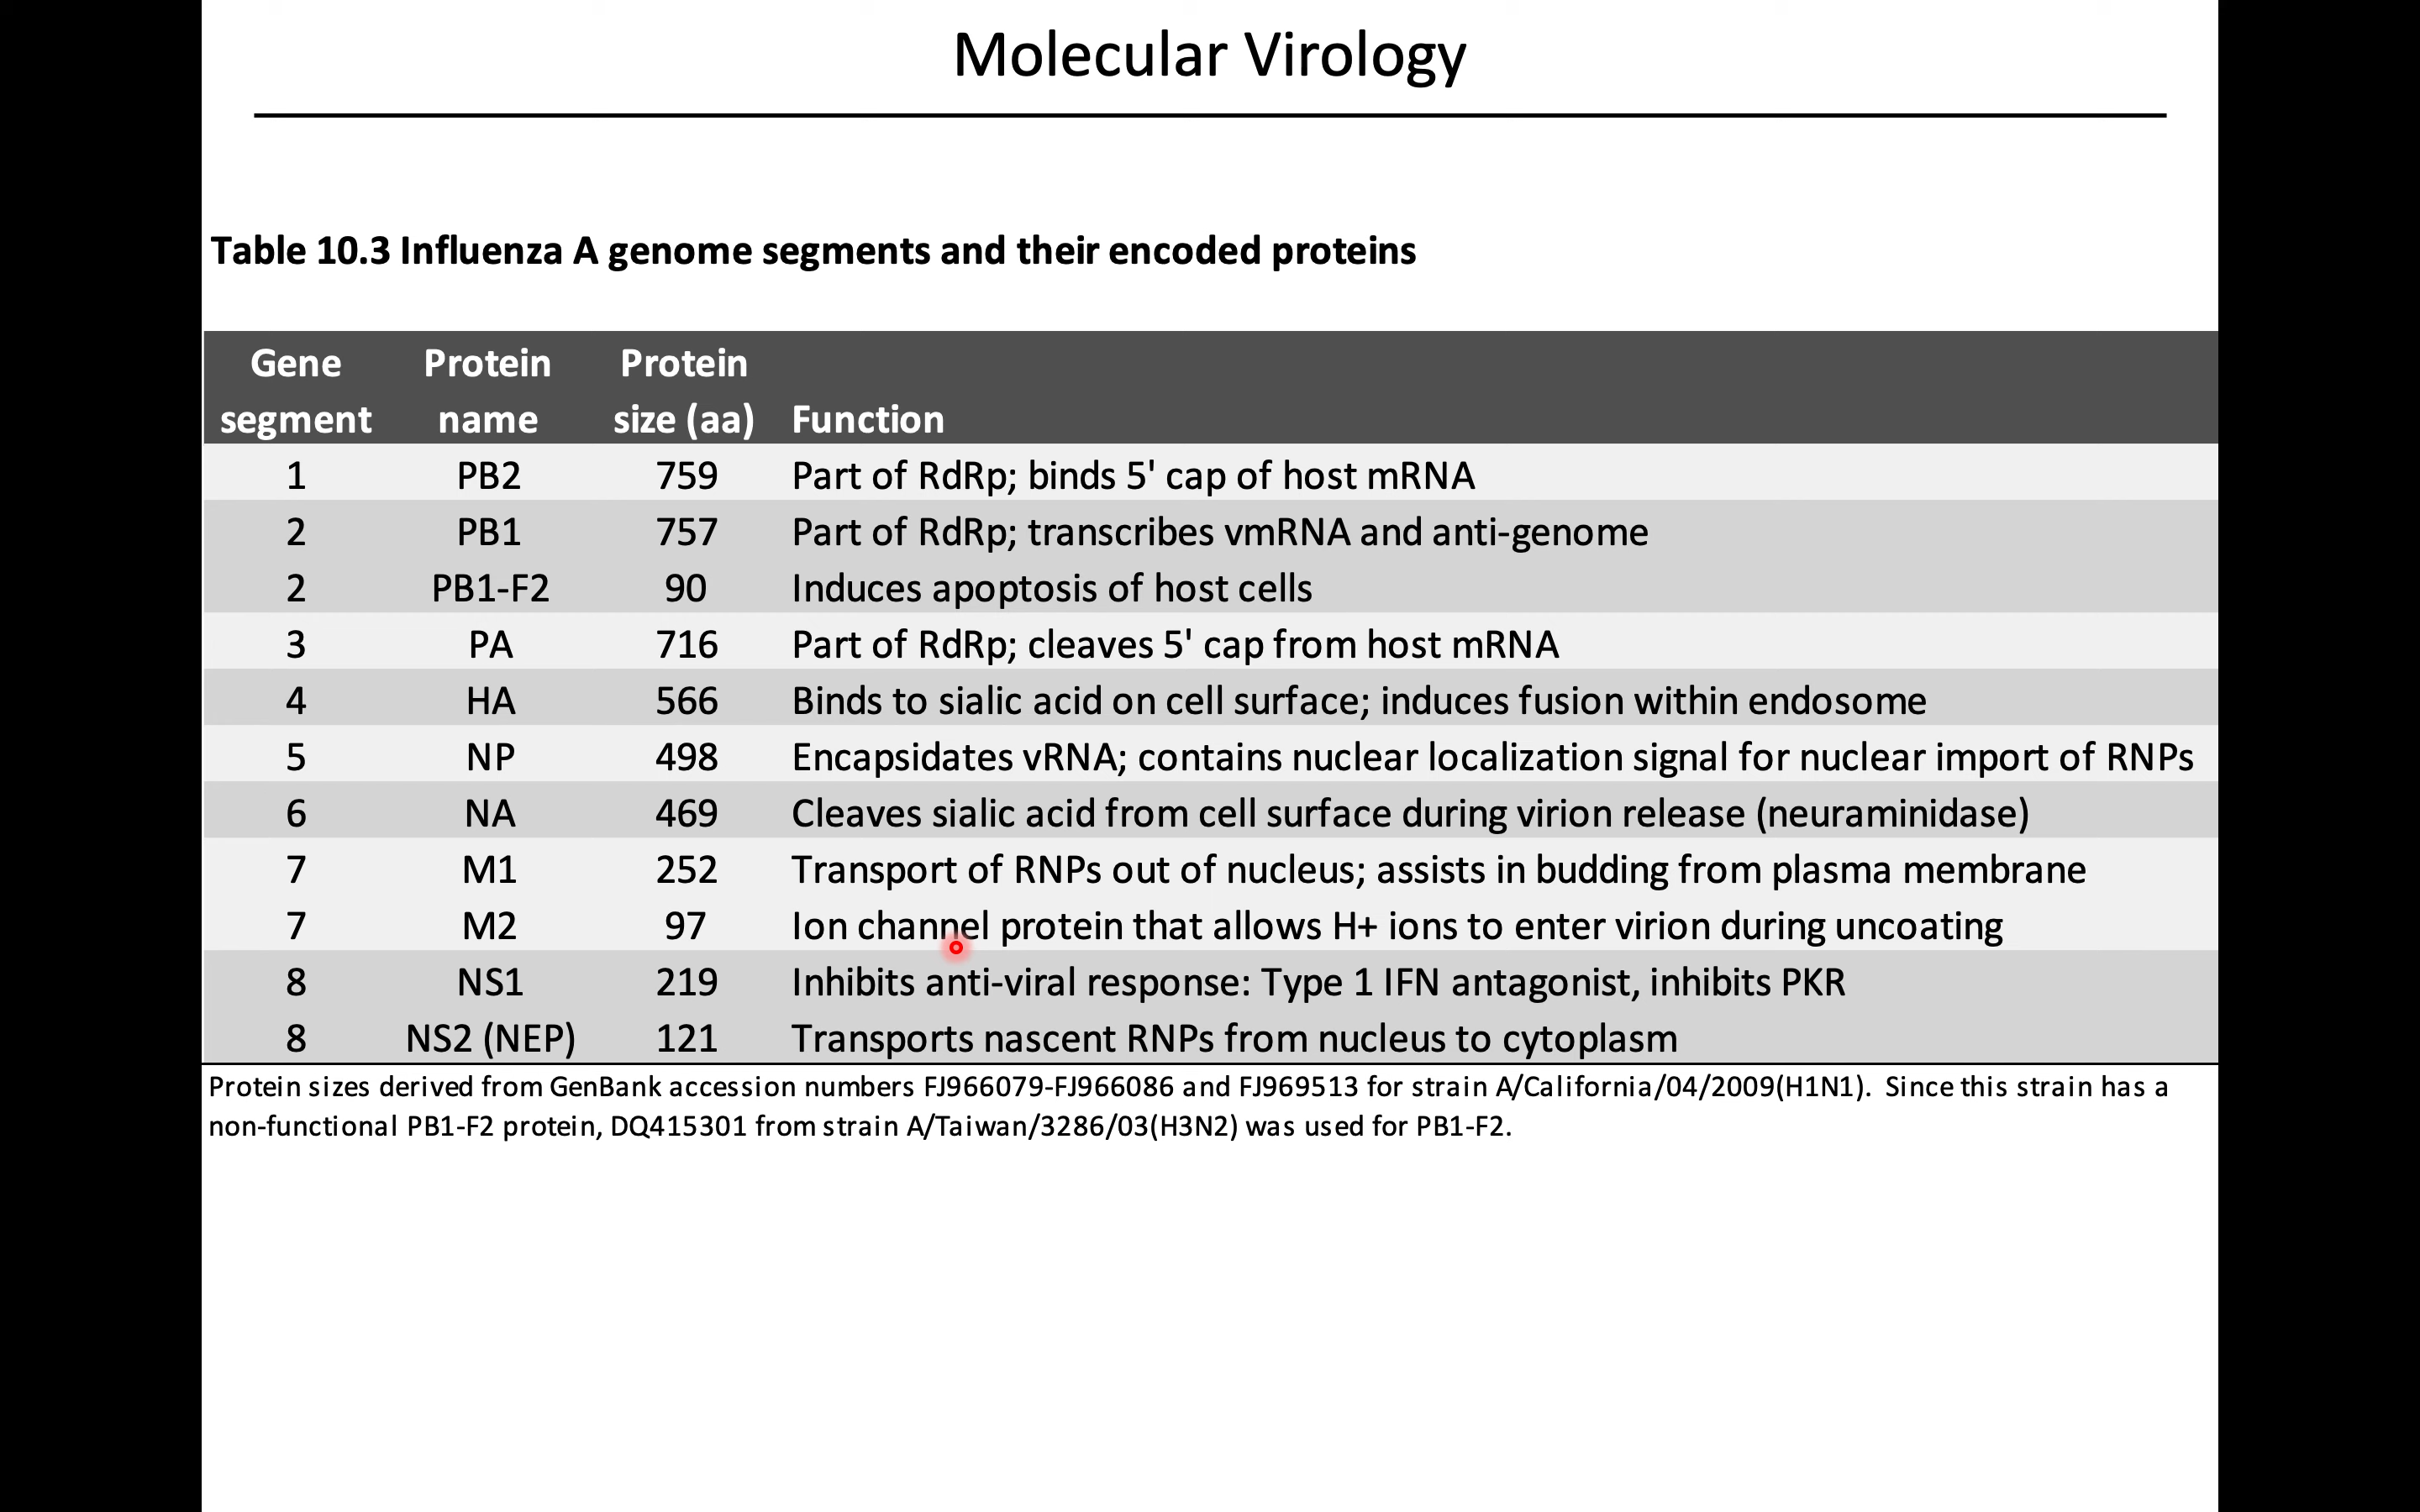 Molecular Virology
Table 10.3 Influenza A genome segments and their encoded proteins
Gene Protein Protein
segment name size (aa) Function
1 PB2 759 Part of RdRp; binds 5' cap of host mRNA
2 PB1 757 Part of RdRp; transcribes vmRNA and anti-genome
2 PB1-F2 90 Induces apoptosis of host cells
3 PA 716 Part of RdRp; cleaves 5' cap from host mRNA
4 HA 566 Binds to sialic acid on cell surface; induces fusion within endosome
5 NP 498 Encapsidates vRNA; contains nuclear localization signal for nuclear import of RNPs
6 NA 469 Cleaves sialic acid from cell surface during virion release (neuraminidase)
7 M1 252 Transport of RNPs out of nucleus; assists in budding from plasma membrane
7 M2 97 Ion channel protein that allows H+ ions to enter virion during uncoating
8 NS1 219 Inhibits anti-viral response: Type 1 IFN antagonist, inhibits PKR
8 NS2 (NEP) 121 Transports nascent RNPs from nucleus to cytoplasm
Protein sizes derived from GenBank accession numbers FJ966079-FJ966086 and FJ969513 for strain A/California/04/2009(H1N1). Since this strain has a
non-functional PB1-F2 protein, DQ415301 from strain A/Taiwan/3286/03(H3N2) was used for PB1-F2.